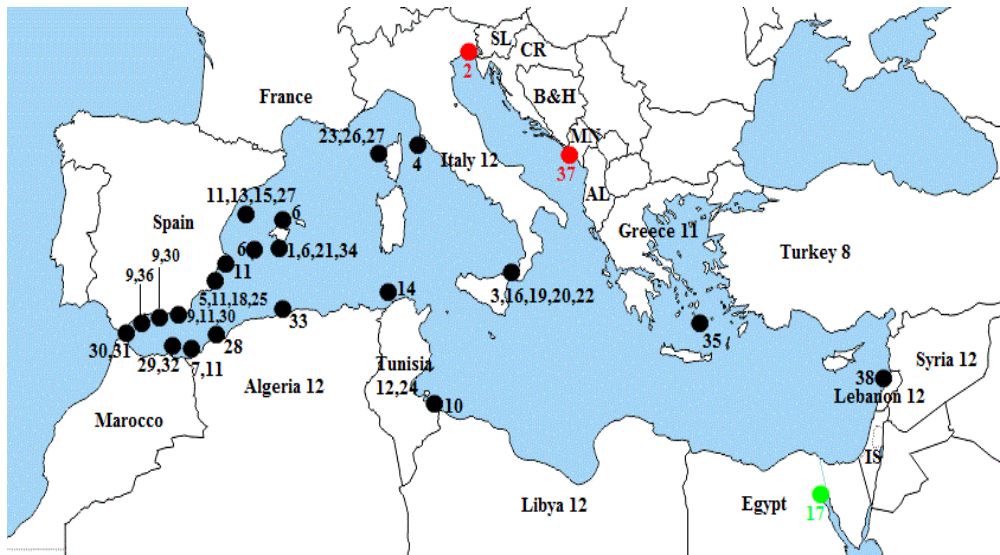 SL
CR
2
B&H
France
MN
23,26,27
4
Italy 12
37
AL
11,13,15,27
6
Spain
Greece 11
Turkey 8
6
1,6,21,34
9,30
11
9,36
5,11,18,25
14
3,16,19,20,22
9,11,30
33
35
30,31
28
29,32
7,11
Syria 12
Tunisia
12,24
38
Algeria 12
Lebanon 12
10
Marocco
IS
Libya 12
Egypt
17